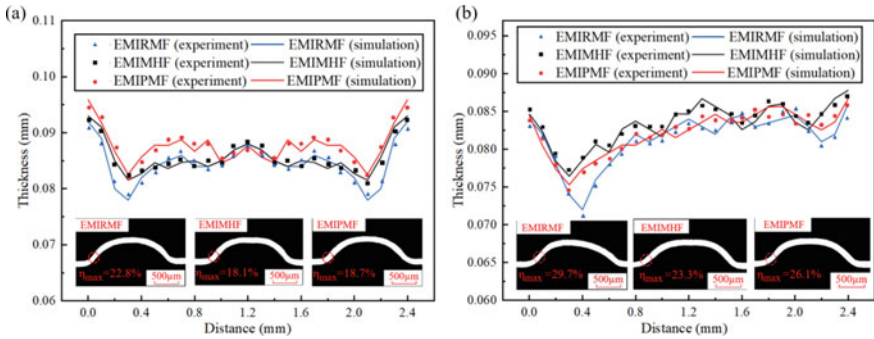 (a)
0.11
0.10
0.09
0.08
0.07
0.06
Thickness (mm)
EMIRMF (experiment) EMIRMF (simulation)
EMIMHF (experiment) EMIMHF (simulation)
EMIPMF (experiment) EMIPMF (simulation)
EMIRMF EMIMHF EMIPMF
ηmax=22.8% 500μm ηmax=18.1% 500μm ηmax=18.7% 500μm
0.0 0.4 0.8 1.2 1.6 2.0 2.4
Distance (mm)
(b)
0.095
0.090
0.085
0.080
0.075
0.070
0.065
0.060
Thickness (mm)
EMIRMF (experiment) EMIRMF (simulation)
EMIMHF (experiment) EMIMHF (simulation)
EMIPMF (experiment) EMIPMF (simulation)
EMIRMF EMIMHF EMIPMF
ηmax=29.7% 500μm ηmax=23.3% 500μm ηmax=26.1% 500μm
0.0 0.4 0.8 1.2 1.6 2.0 2.4
Distance (mm)